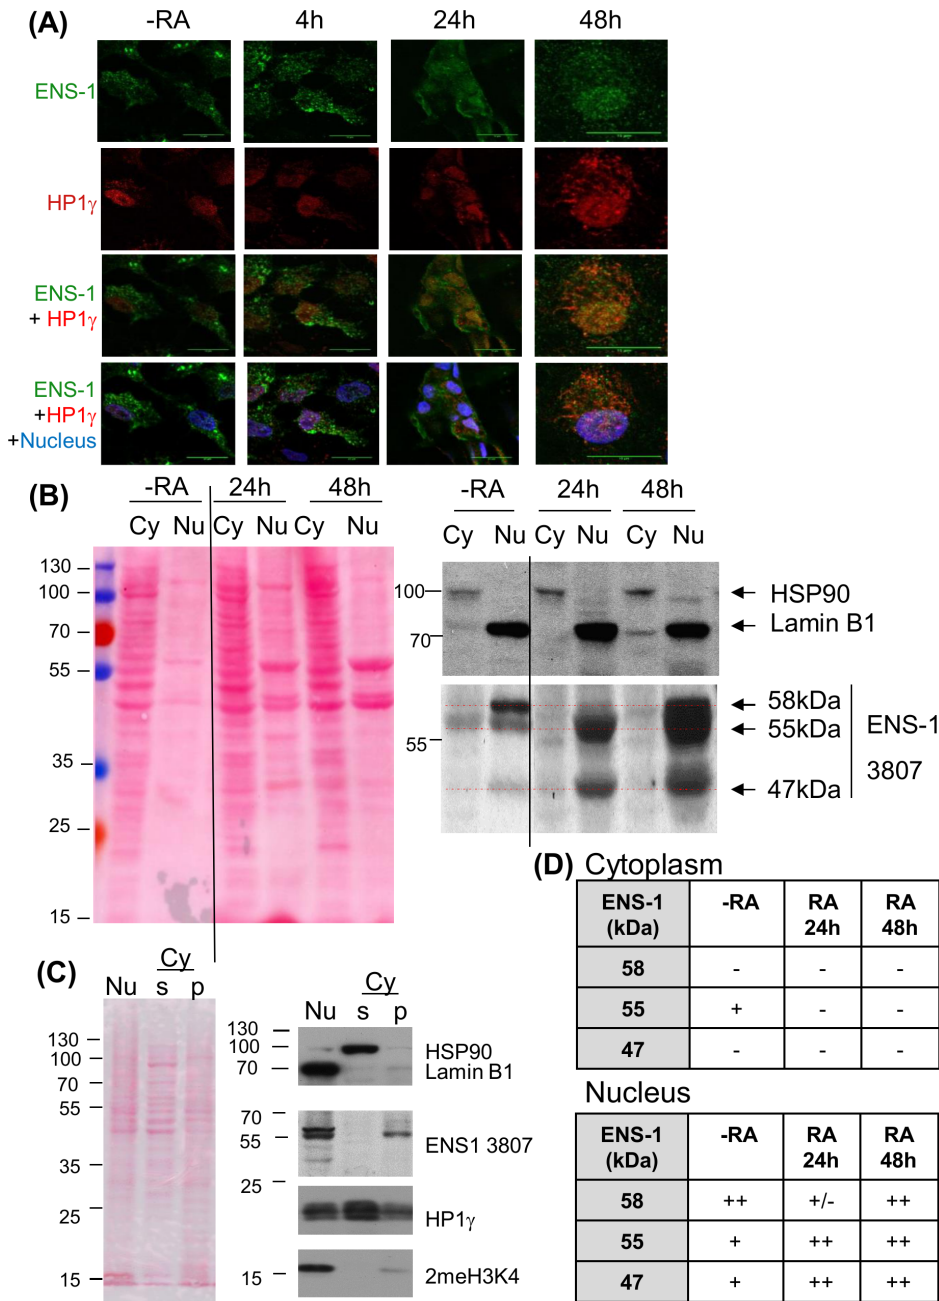 (A)
-RA 4h 24h 48h
ENS-1
HP1γ
ENS-1
+ HP1γ
ENS-1
+HP1γ
+Nucleus
(B)
-RA 24h 48h
Cy Nu Cy Nu Cy Nu
130
100
70
55
35
25
15
-RA 24h 48h
Cy Nu Cy Nu Cy Nu
100
70
HSP90
Lamin B1
55
58kDa
55kDa
47kDa
ENS-1
3807
(C)
Cy
Nu s p
130
100
70
55
35
25
15
Cy
Nu s p
130
100
70
HSP90
Lamin B1
70
55
ENS1 3807
25
HP1γ
15
2meH3K4
(D) Cytoplasm
ENS-1 (kDa) -RA RA 24h RA 48h
58 - - -
55 + - -
47 - - -
Nucleus
ENS-1 (kDa) -RA RA 24h RA 48h
58 ++ +/- ++
55 + ++ ++
47 + ++ ++